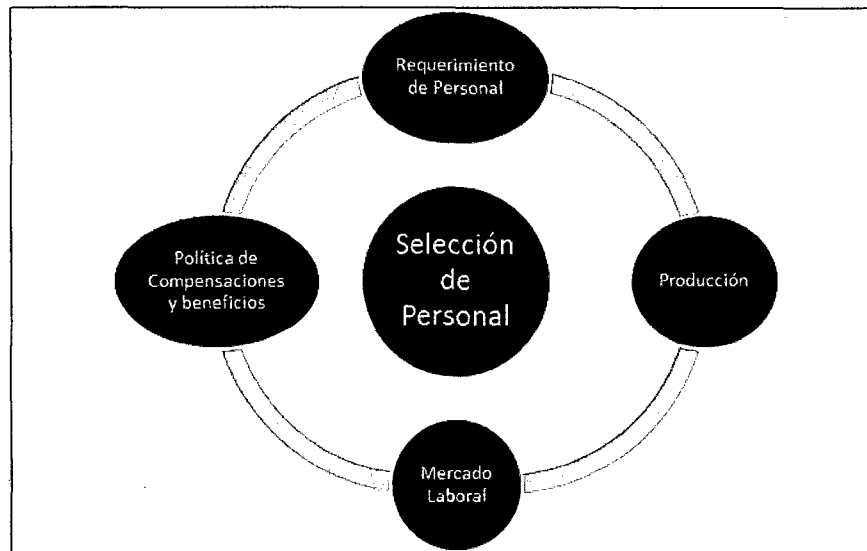 Requerimiento
de Personal
Política de
Compensaciones
y beneficios
Selección
de
Personal
Producción
Mercado
Laboral